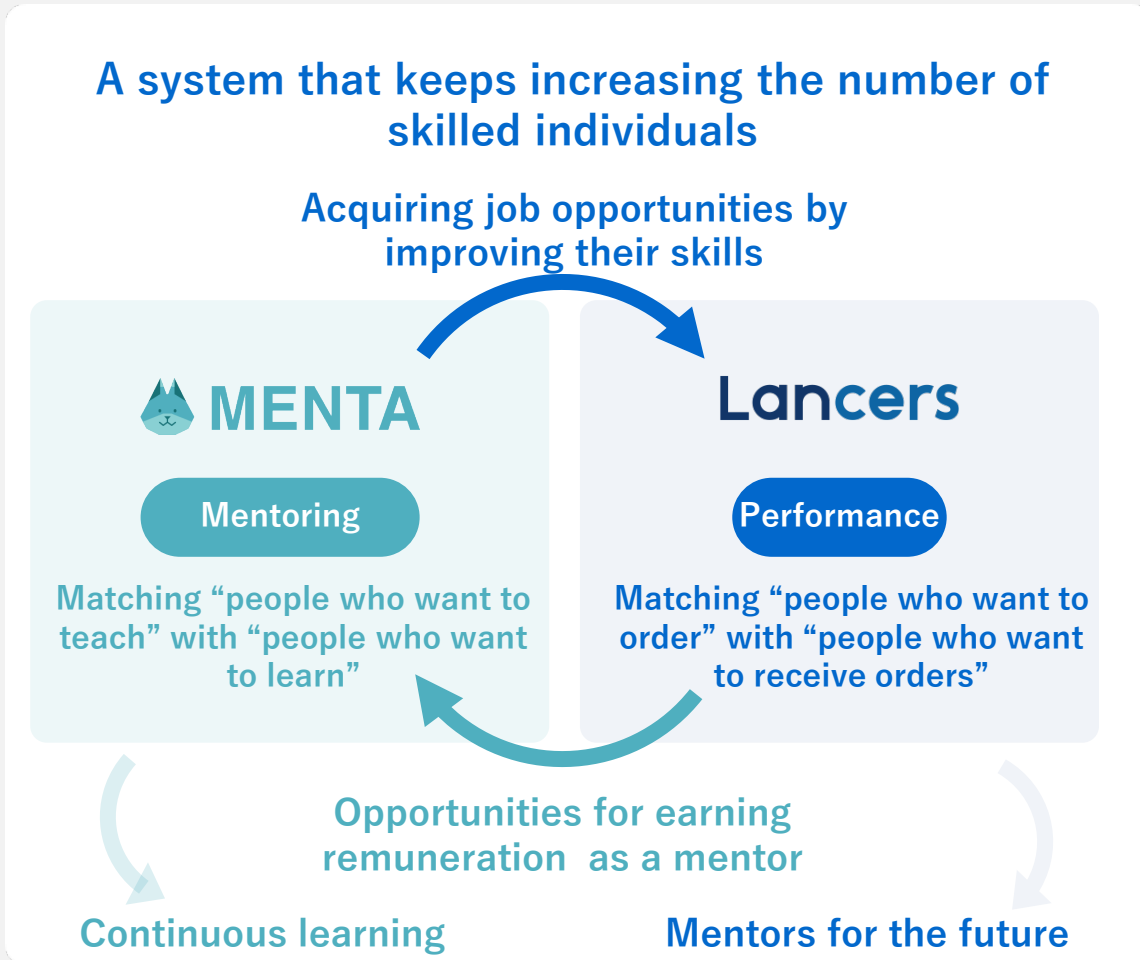 A system that keeps increasing the number of
skilled individuals
Acquiring job opportunities by
improving their skills
MENTA
Mentoring
Matching “people who want to
teach” with “people who want
to learn”
Lancers
Performance
Matching “people who want to
order” with “people who want
to receive orders”
Opportunities for earning
remuneration  as a mentor
Continuous learning
Mentors for the future